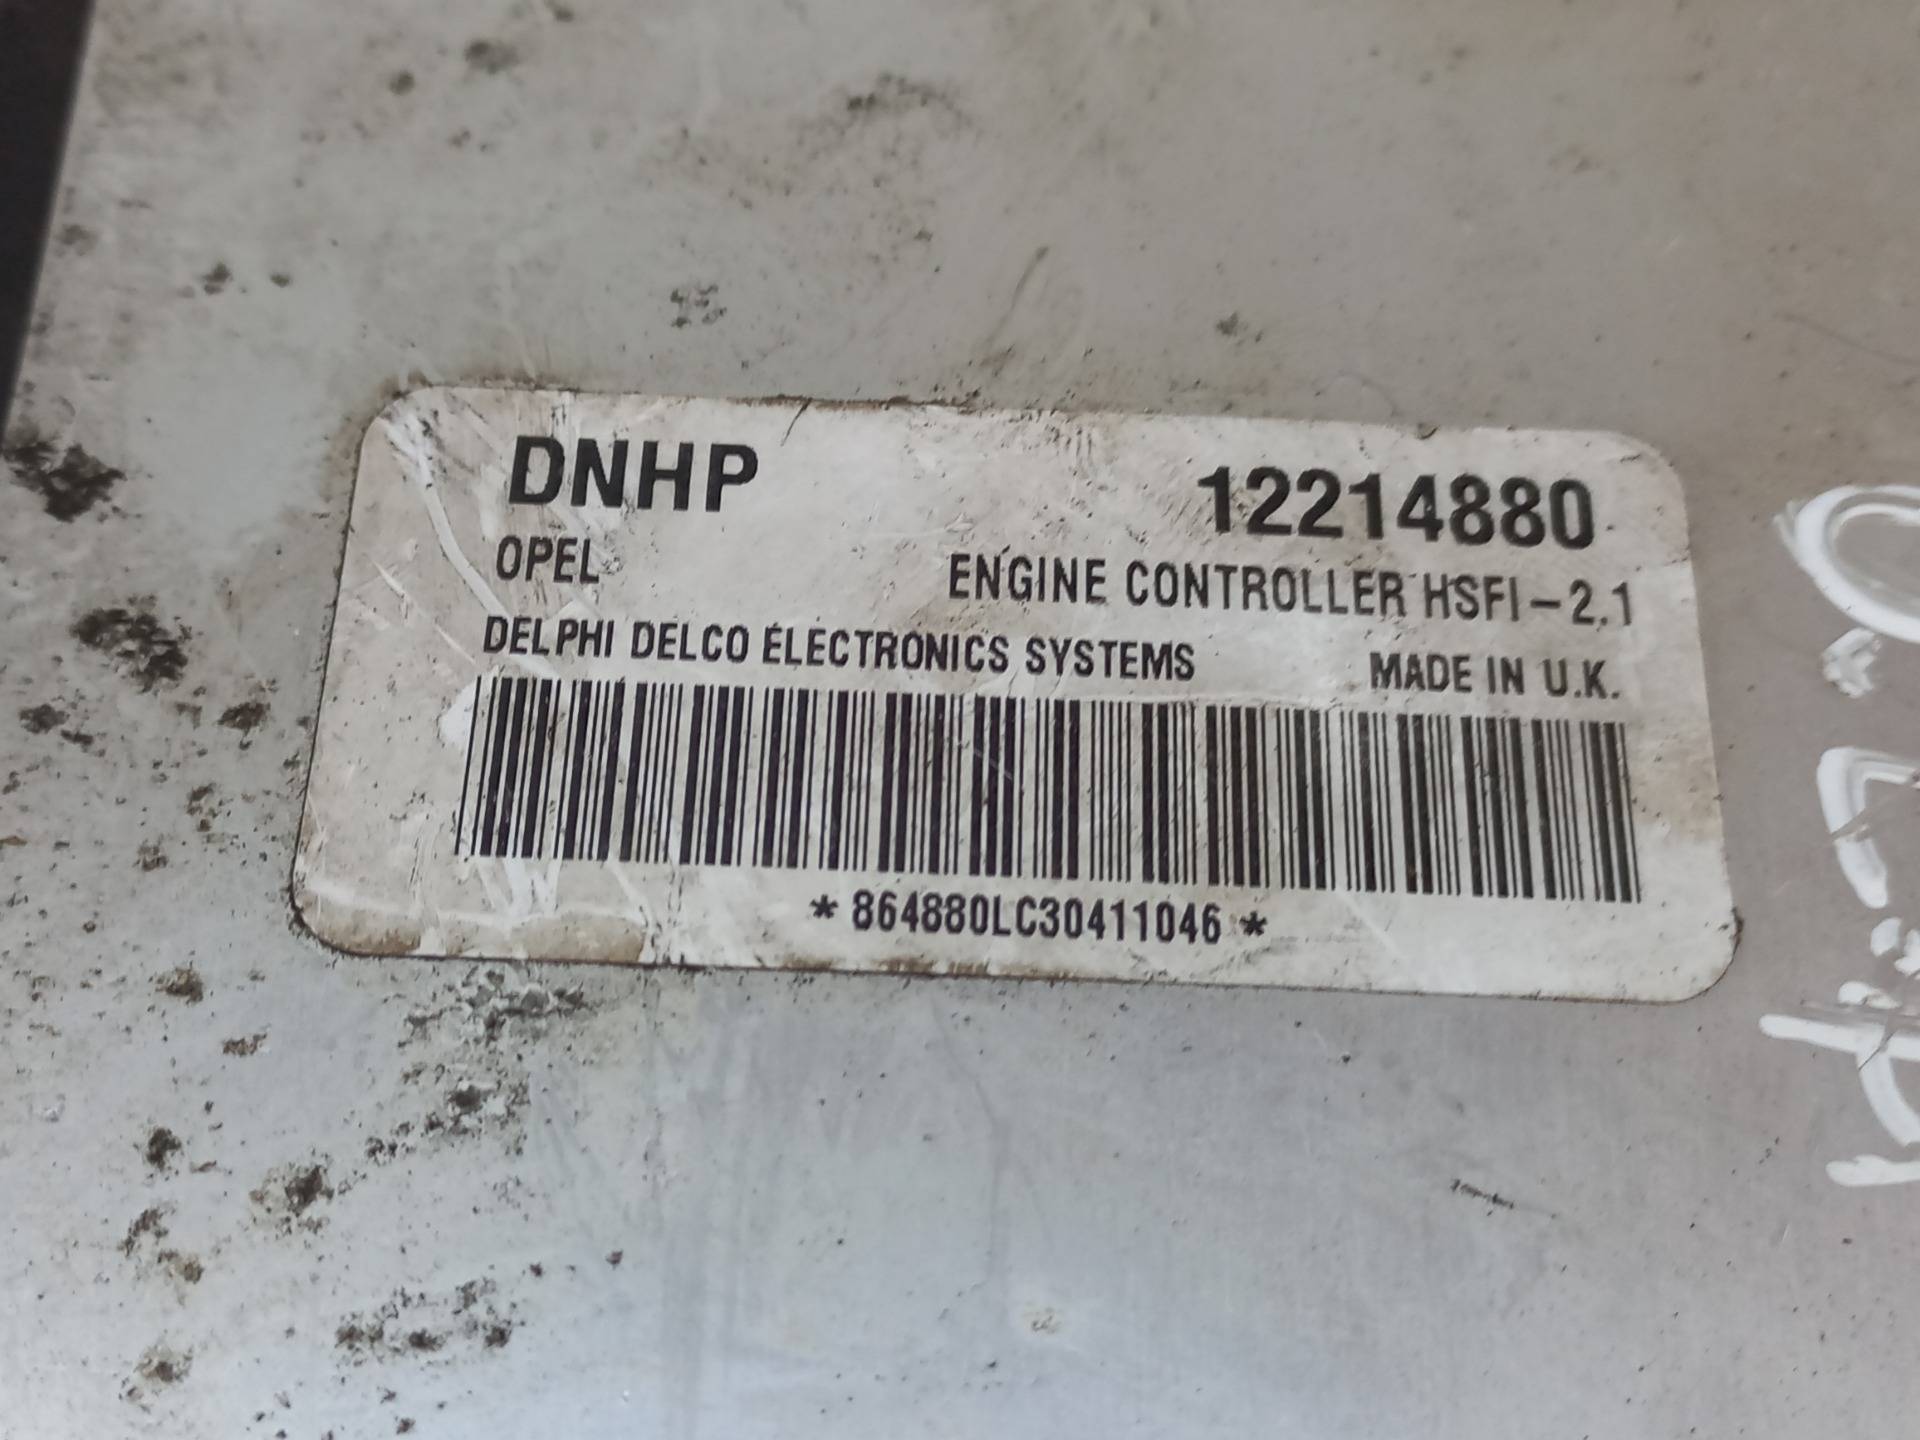 DNHP 12214880
OPEL ENGINE CONTROLLER HSFI-2.1
DELPHI DELCO ELECTRONICS SYSTEMS MADE IN U.K.
*864880LC30411046*